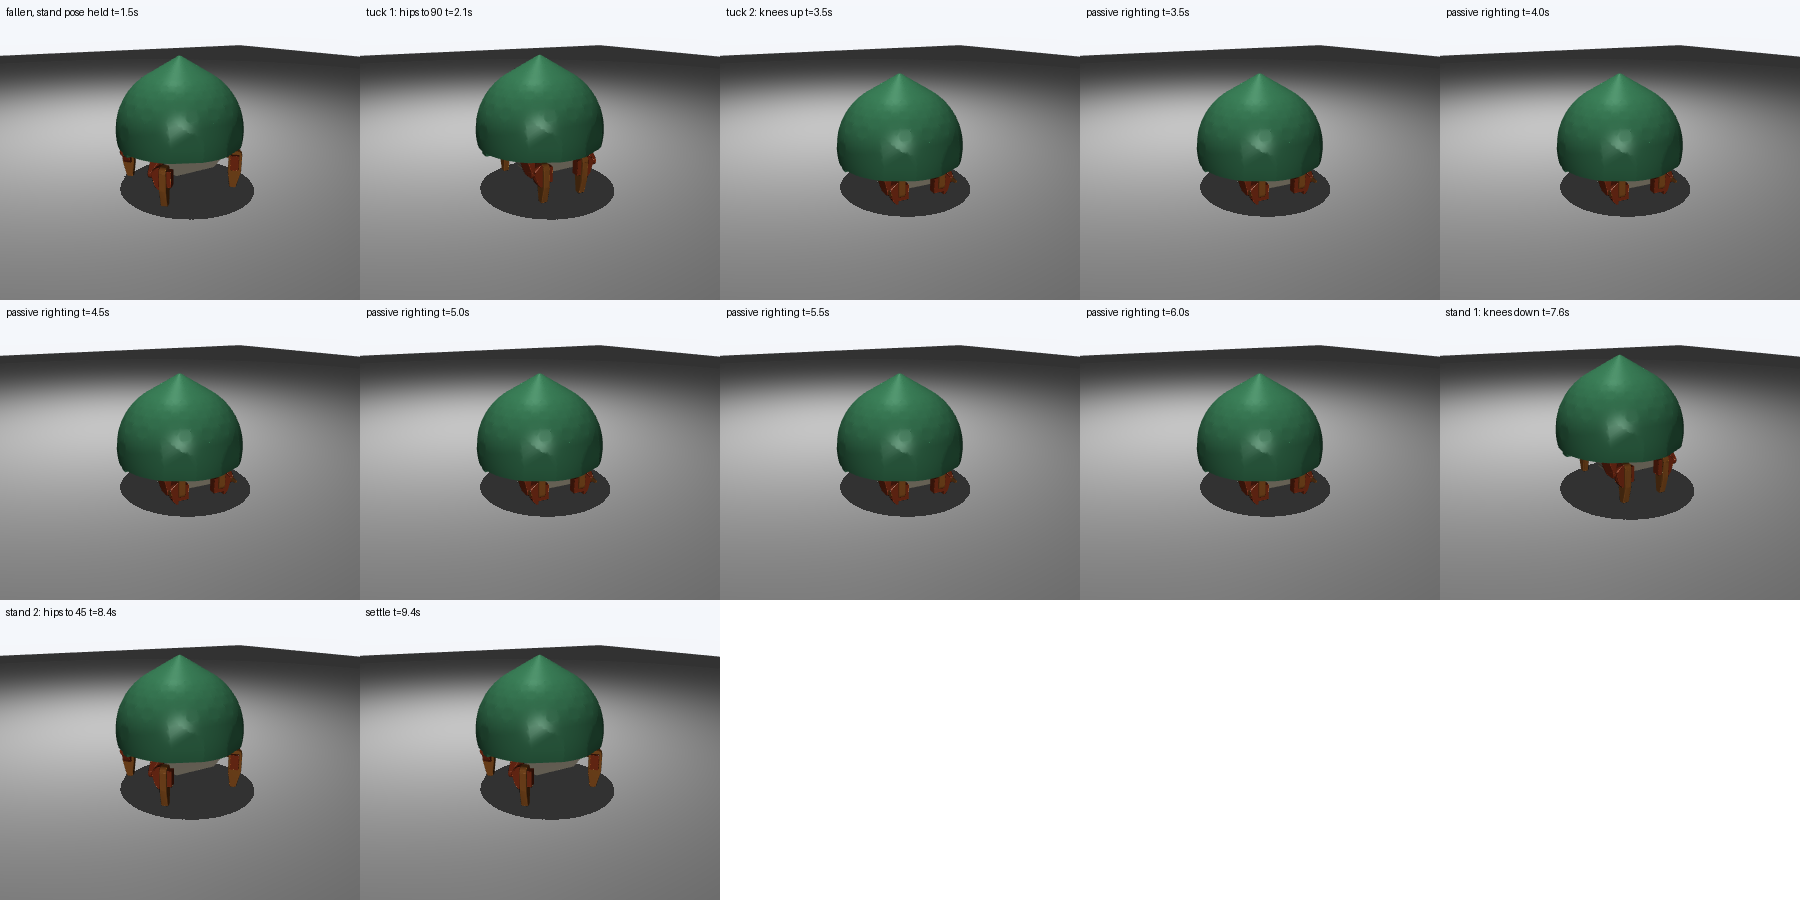 fallen, stand pose held t=1.5s
tuck 1: hips to 90 t=2.1s
tuck 2: knees up t=3.5s
passive righting t=3.5s
passive righting t=4.0s
passive righting t=4.5s
passive righting t=5.0s
passive righting t=5.5s
passive righting t=6.0s
stand 1: knees down t=7.6s
stand 2: hips to 45 t=8.4s
settle t=9.4s